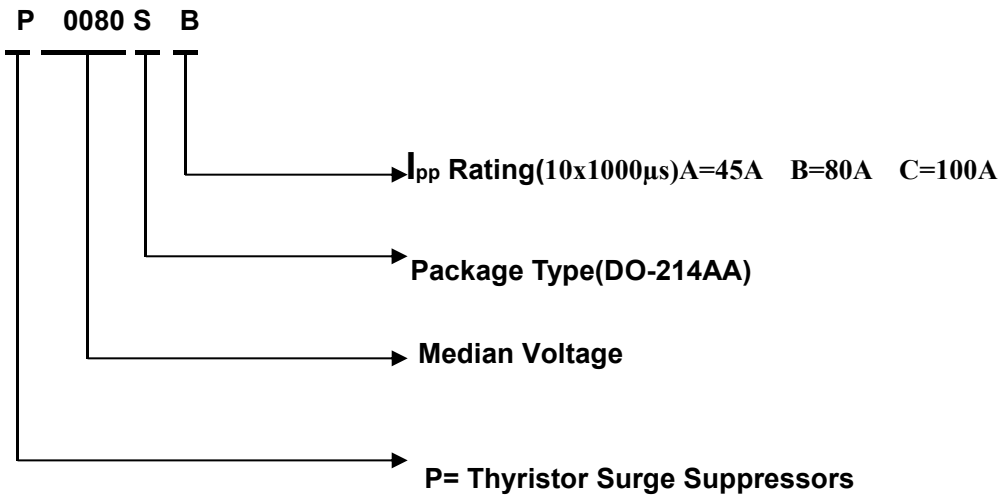 P 0080 S B
Ipp Rating(10x1000μs)A=45A B=80A C=100A
Package Type(DO-214AA)
Median Voltage
P= Thyristor Surge Suppressors